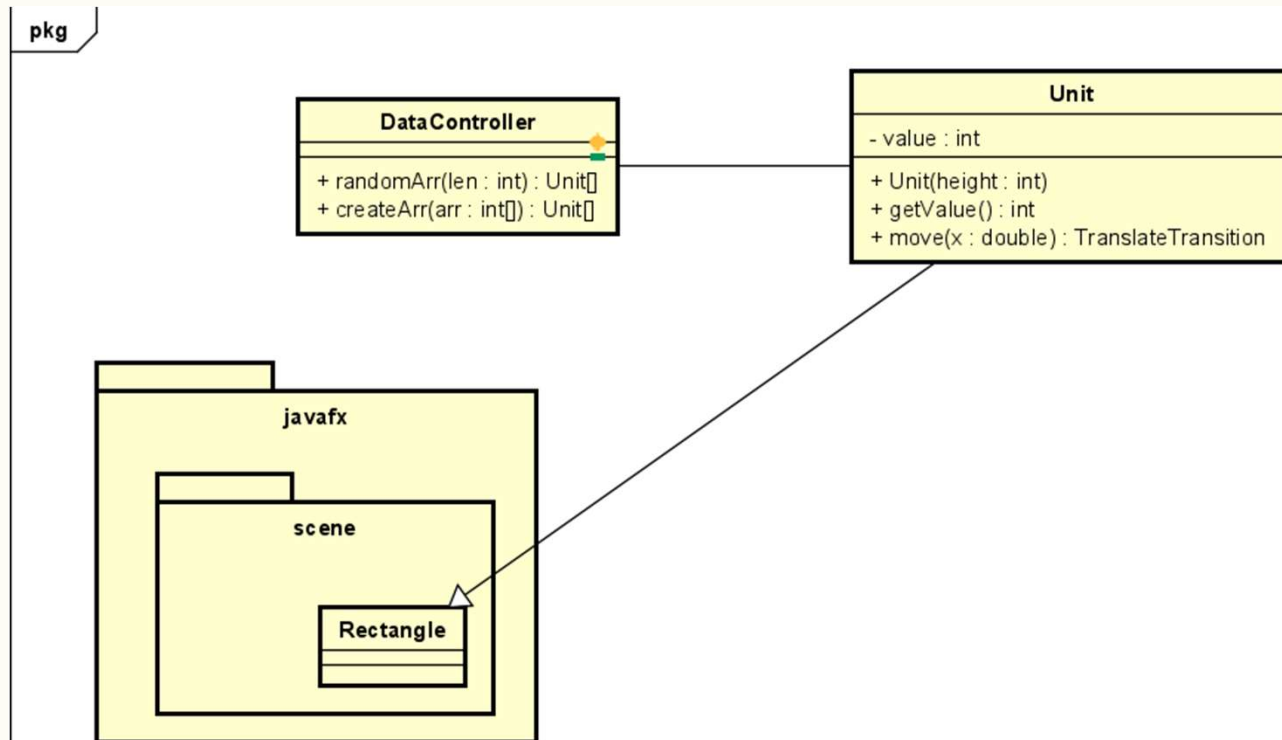 pkg
DataController
+ randomArr(len : int) : Unit[]
+ createArr(arr : int[]) : Unit[]
Unit
- value : int
+ Unit(height : int)
+ getValue() : int
+ move(x : double) : TranslateTransition
javafx
scene
Rectangle